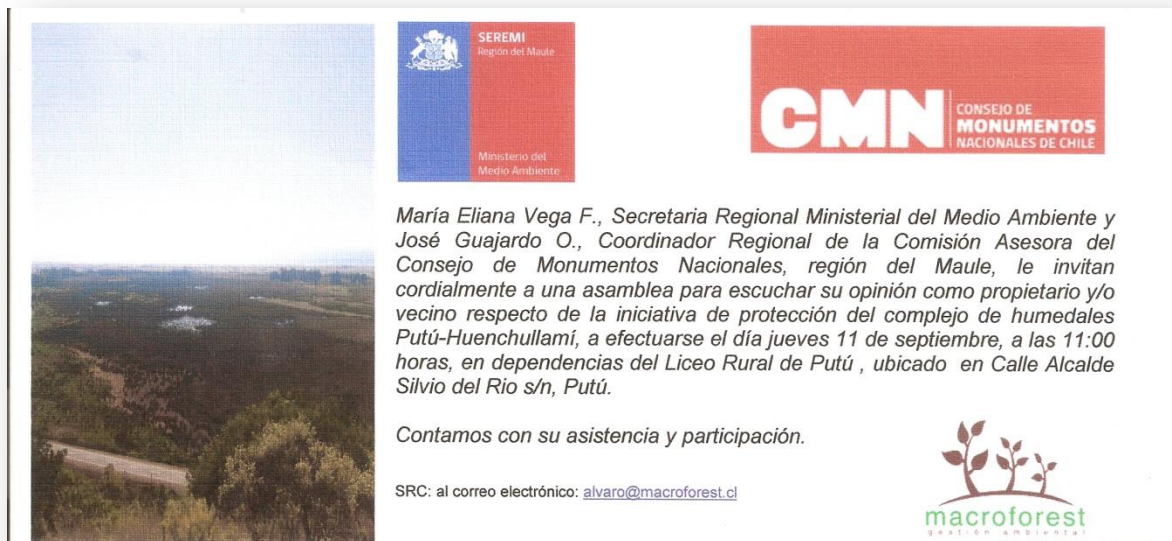 SEREMI
Región del Maule
Ministerio del
Medio Ambiente
CMN
CONSEJO DE
MONUMENTOS
NACIONALES DE CHILE
María Eliana Vega F., Secretaria Regional Ministerial del Medio Ambiente y
José Guajardo O., Coordinador Regional de la Comisión Asesora del
Consejo de Monumentos Nacionales, región del Maule, le invitan
cordialmente a una asamblea para escuchar su opinión como propietario y/o
vecino respecto de la iniciativa de protección del complejo de humedales
Putú-Huenchullamí, a efectuarse el día jueves 11 de septiembre, a las 11:00
horas, en dependencias del Liceo Rural de Putú , ubicado en Calle Alcalde
Silvio del Rio s/n, Putú.
Contamos con su asistencia y participación.
SRC: al correo electrónico: alvaro@macroforest.cl
macroforest
gestión ambiental